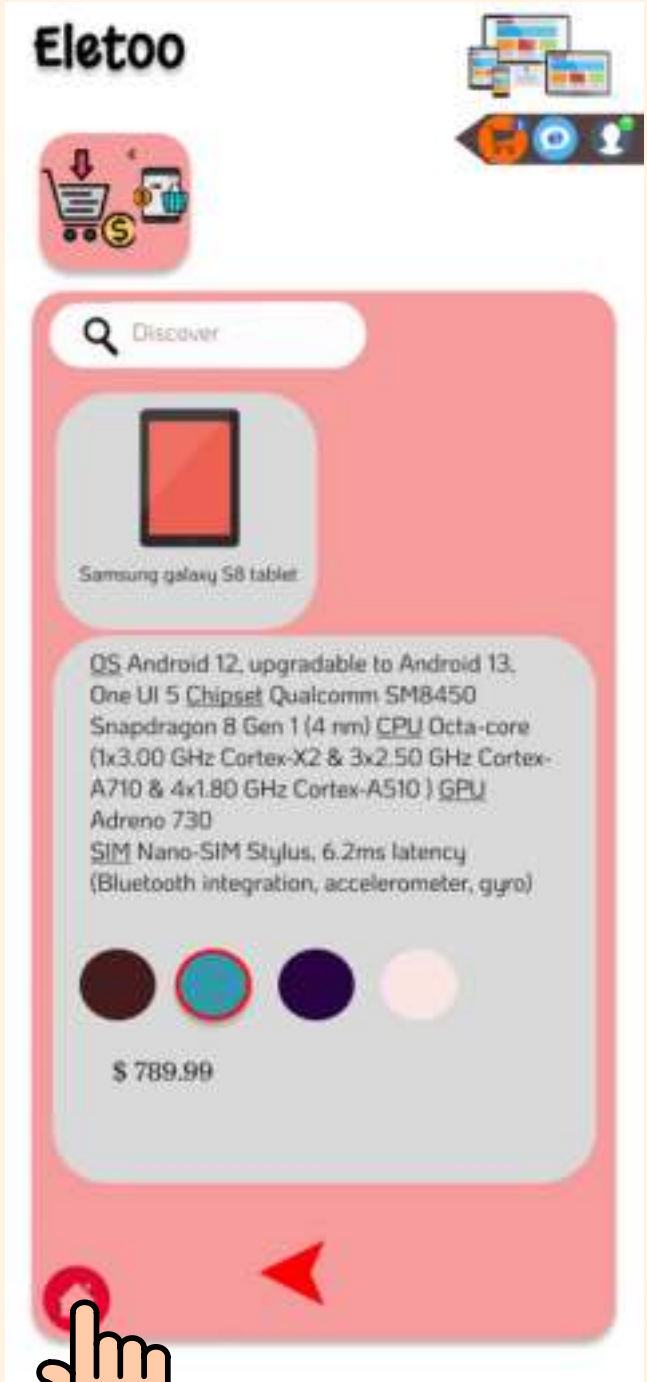 Eletoo
Discover
Samsung galaxy S8 tablet
OS Android 12, upgradable to Android 13,
One UI 5 Chipset Qualcomm SM8450
Snapdragon 8 Gen 1 (4 nm) CPU Octa-core
(1x3.00 GHz Cortex-X2 & 3x2.50 GHz Cortex-
A710 & 4x1.80 GHz Cortex-A510 ) GPU
Adreno 730
SIM Nano-SIM Stylus, 6.2ms latency
(Bluetooth integration, accelerometer, gyro)
$ 789.99